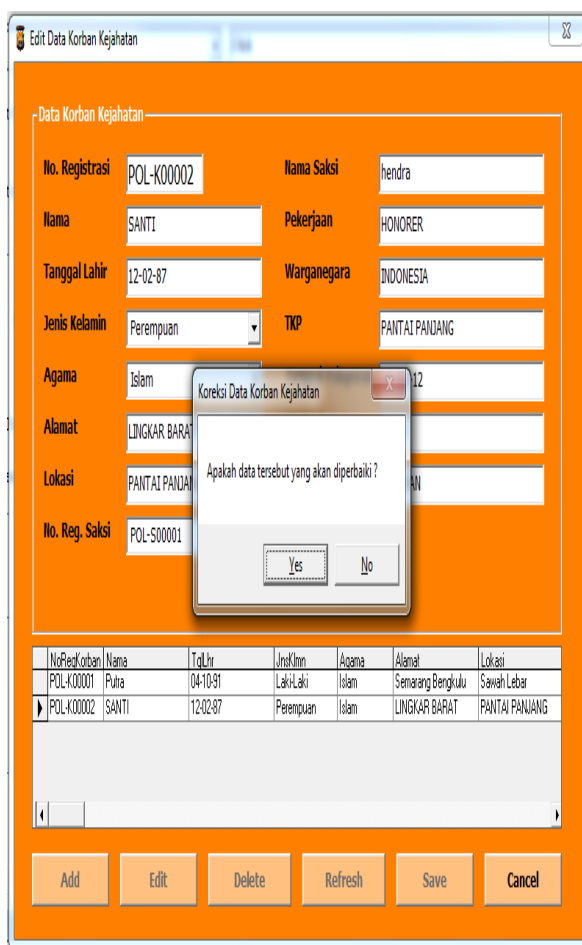 Edit Data Korban Kejahatan
Data Korban Kejahatan
No. Registrasi POL-K00002 Nama Saksi hendra
Nama SANTI Pekerjaan HONORER
Tanggal Lahir 12-02-87 Warganegara INDONESIA
Jenis Kelamin Perempuan TKP PANTAI PANJANG
Agama Islam
Alamat LINGKAR BARAT
Lokasi PANTAI PANJAN
No. Reg. Saksi POL-S00001
Koreksi Data Korban Kejahatan
Apakah data tersebut yang akan diperbaiki ?
Yes No
NoRegKorban Nama TglLhr JnsKlmn Agama Alamat Lokasi
POL-K00001 Putra 04-10-91 Laki-Laki Islam Semarang Bengkulu Sawah Lebar
POL-K00002 SANTI 12-02-87 Perempuan Islam LINGKAR BARAT PANTAI PANJANG
Add Edit Delete Refresh Save Cancel